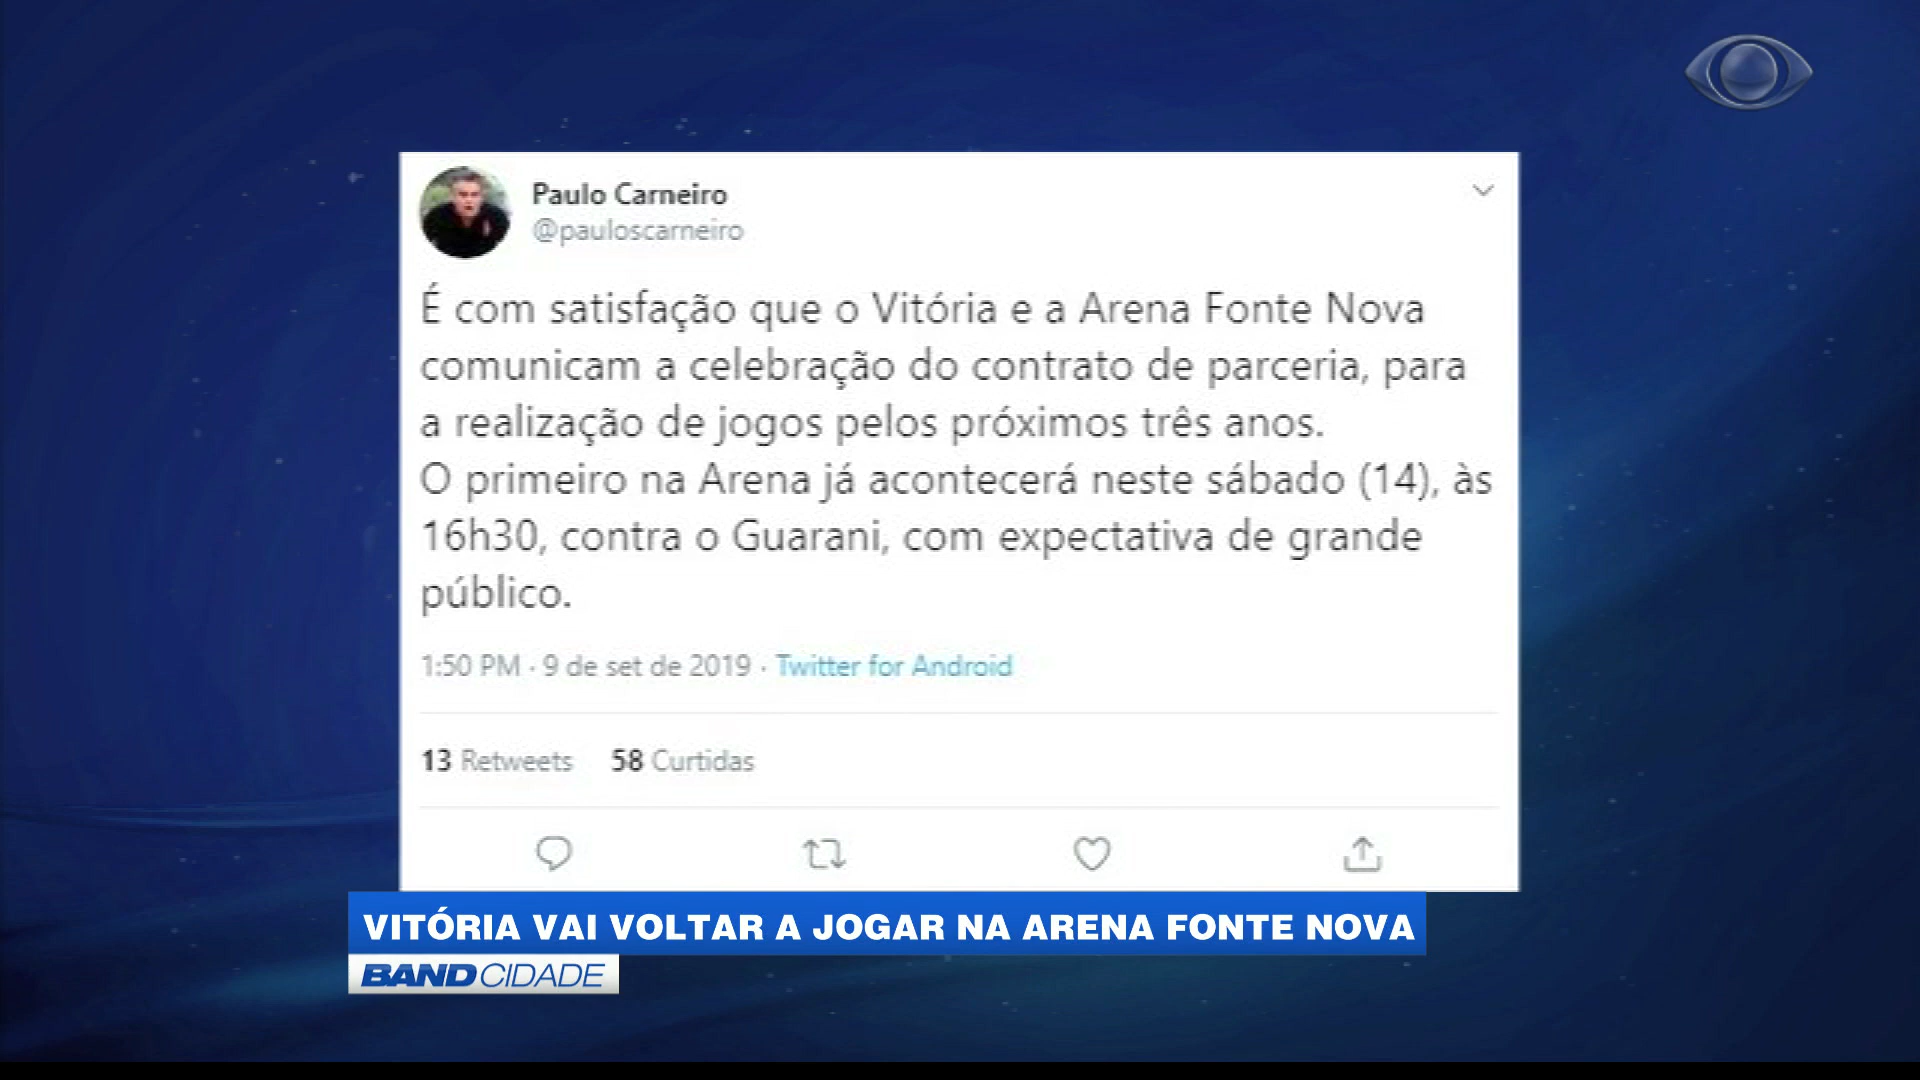 Paulo Carneiro
@pauloscarneiro
É com satisfação que o Vitória e a Arena Fonte Nova
comunicam a celebração do contrato de parceria, para
a realização de jogos pelos próximos três anos.
O primeiro na Arena já acontecerá neste sábado (14), às
16h30, contra o Guarani, com expectativa de grande
público.
1:50 PM · 9 de set de 2019 · Twitter for Android
13 Retweets 58 Curtidas
VITÓRIA VAI VOLTAR A JOGAR NA ARENA FONTE NOVA
BAND CIDADE